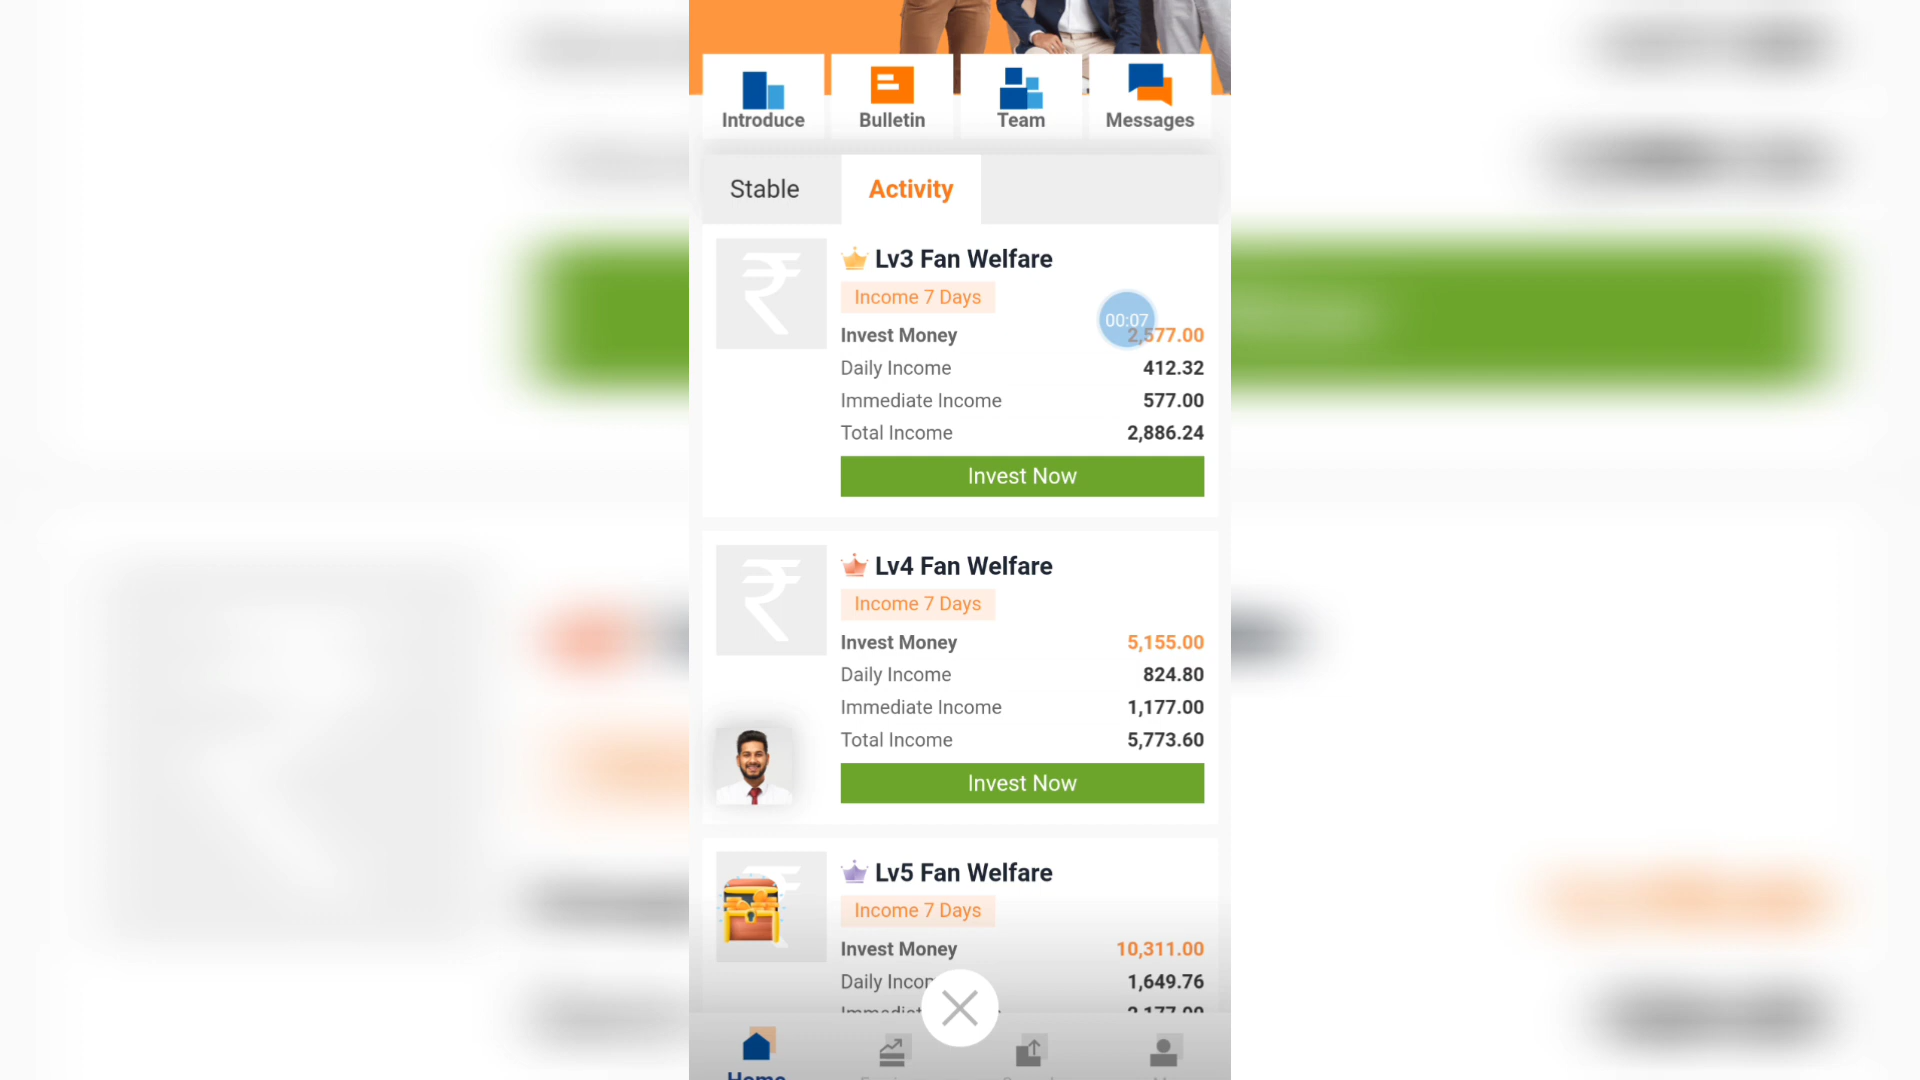 Introduce Bulletin Team Messages
Stable Activity
₹
Lv3 Fan Welfare
Income 7 Days
00:07
Invest Money 2,577.00
Daily Income 412.32
Immediate Income 577.00
Total Income 2,886.24
Invest Now
₹
Lv4 Fan Welfare
Income 7 Days
Invest Money 5,155.00
Daily Income 824.80
Immediate Income 1,177.00
Total Income 5,773.60
Invest Now
Lv5 Fan Welfare
Income 7 Days
Invest Money 10,311.00
Daily 1,649.76
Home